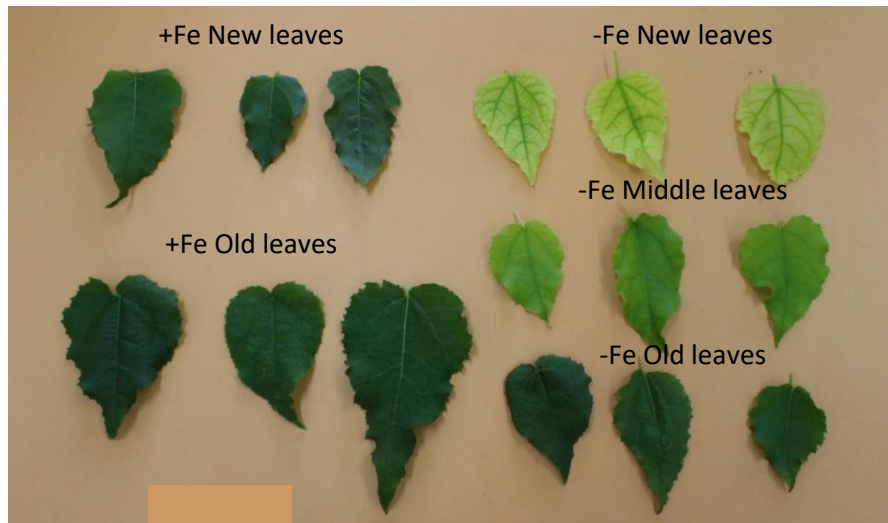 +Fe New leaves
-Fe New leaves
-Fe Middle leaves
+Fe Old leaves
-Fe Old leaves